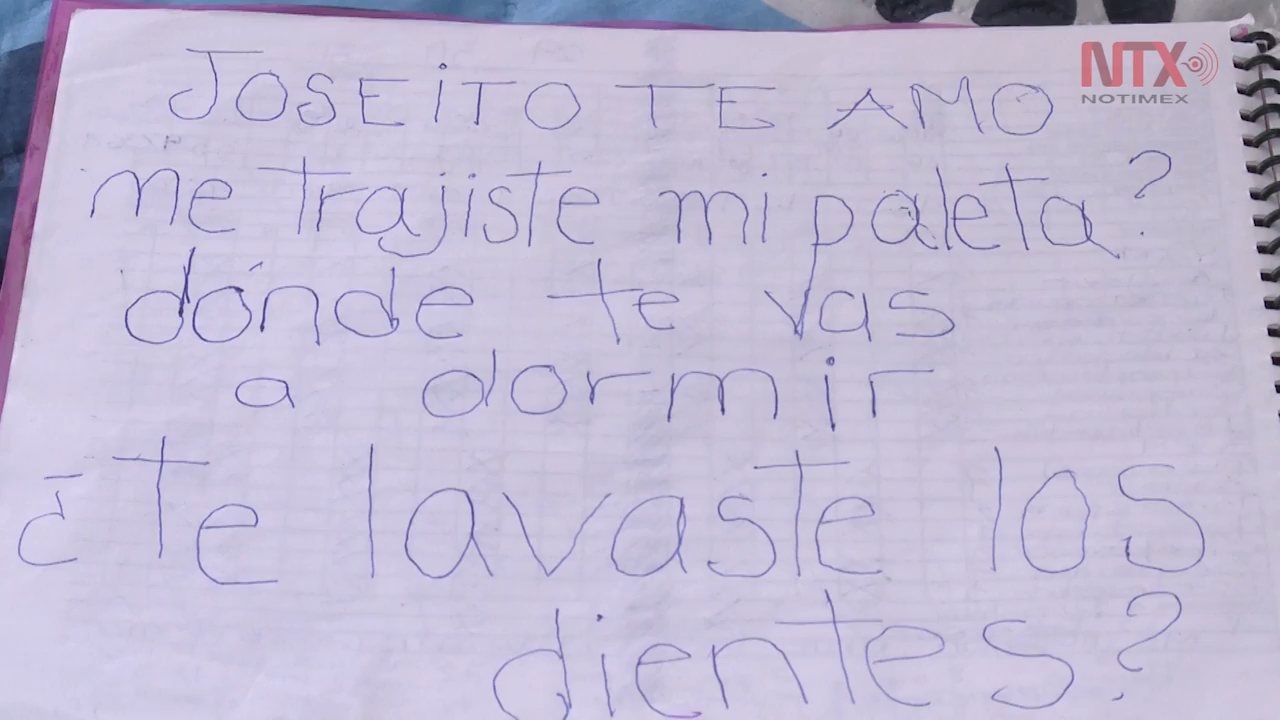 NTX
NOTIMEX
JOSEITO TE AMO
me trajiste mi paleta?
dónde te vas
a dormir
¿te lavaste los
dientes?